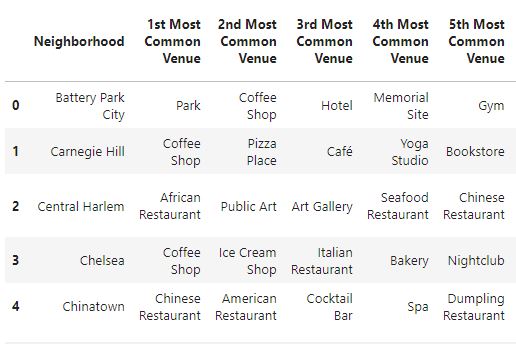 Neighborhood 1st Most Common Venue 2nd Most Common Venue 3rd Most Common Venue 4th Most Common Venue 5th Most Common Venue
0 Battery Park City Park Coffee Shop Hotel Memorial Site Gym
1 Carnegie Hill Coffee Shop Pizza Place Café Yoga Studio Bookstore
2 Central Harlem African Restaurant Public Art Art Gallery Seafood Restaurant Chinese Restaurant
3 Chelsea Coffee Shop Ice Cream Shop Italian Restaurant Bakery Nightclub
4 Chinatown Chinese Restaurant American Restaurant Cocktail Bar Spa Dumpling Restaurant